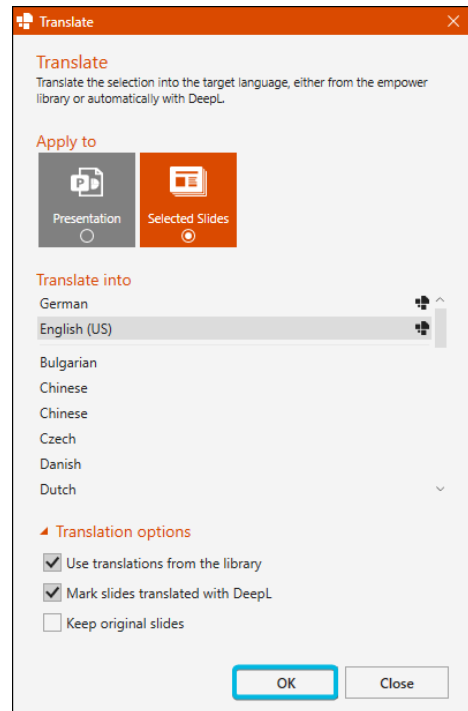 Translate
Translate
Translate the selection into the target language, either from the empower
library or automatically with DeepL.
Apply to
Presentation
Selected Slides
Translate into
German
English (US)
Bulgarian
Chinese
Chinese
Czech
Danish
Dutch
Translation options
Use translations from the library
Mark slides translated with DeepL
Keep original slides
OK
Close